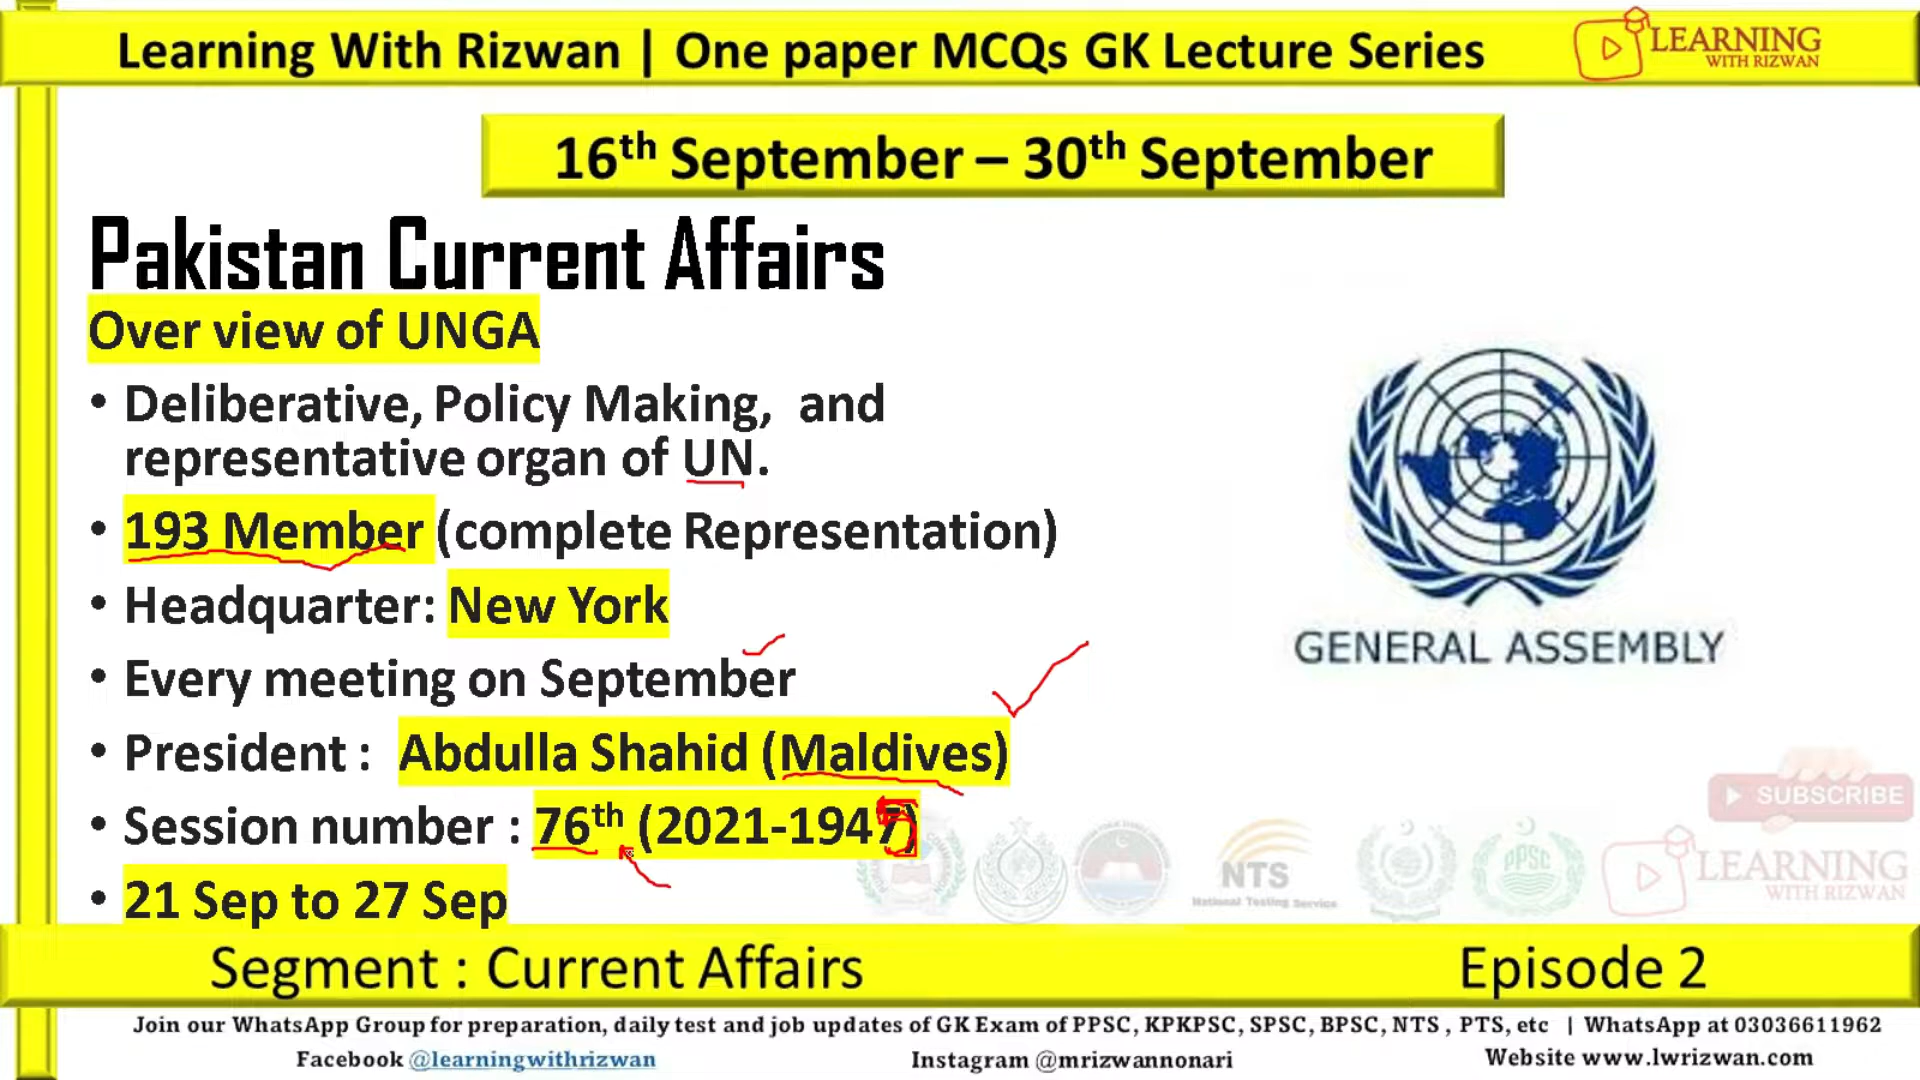 Learning With Rizwan | One paper MCQs GK Lecture Series
LEARNING
WITH RIZWAN
16th September – 30th September
Pakistan Current Affairs
Over view of UNGA
• Deliberative, Policy Making, and
representative organ of UN.
• 193 Member (complete Representation)
• Headquarter: New York
• Every meeting on September
• President : Abdulla Shahid (Maldives)
• Session number : 76th (2021-1945)
• 21 Sep to 27 Sep
GENERAL ASSEMBLY
SUBSCRIBE
NTS
National Testing Service
PPSC
LEARNING
WITH RIZWAN
Segment : Current Affairs
Episode 2
Join our WhatsApp Group for preparation, daily test and job updates of GK Exam of PPSC, KPKPSC, SPSC, BPSC, NTS , PTS, etc | WhatsApp at 03036611962
Facebook @learningwithrizwan
Instagram @mrizwannonari
Website www.lwrizwan.com